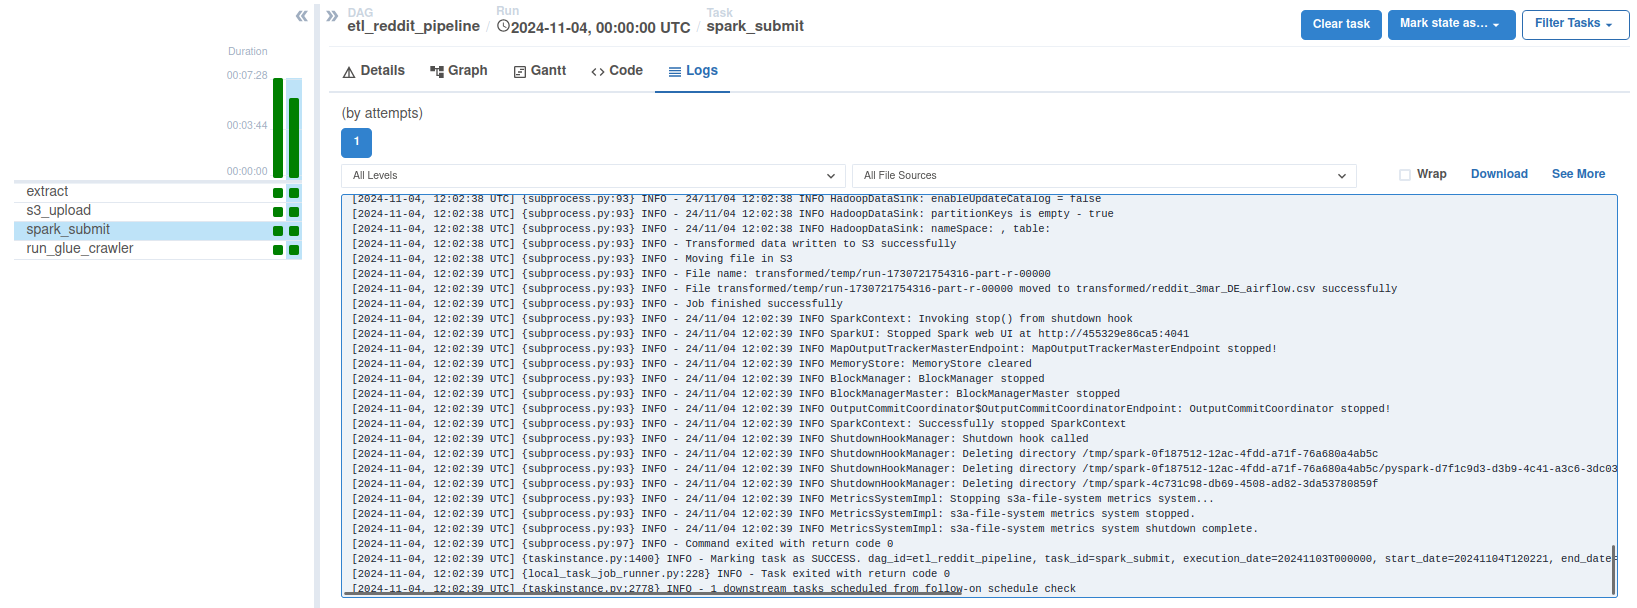 DAG
etl_reddit_pipeline / Run 2024-11-04, 00:00:00 UTC / Task spark_submit
Clear task
Mark state as...
Filter Tasks
Duration
00:07:28
00:03:44
00:00:00
extract
s3_upload
spark_submit
run_glue_crawler
Details
Graph
Gantt
Code
Logs
(by attempts)
1
All Levels
All File Sources
Wrap
Download
See More
[2024-11-04, 12:02:38 UTC] {subprocess.py:93} INFO - 24/11/04 12:02:38 INFO HadoopDataSink: enableUpdateCatalog = false
[2024-11-04, 12:02:38 UTC] {subprocess.py:93} INFO - 24/11/04 12:02:38 INFO HadoopDataSink: partitionKeys is empty - true
[2024-11-04, 12:02:38 UTC] {subprocess.py:93} INFO - 24/11/04 12:02:38 INFO HadoopDataSink: nameSpace: , table:
[2024-11-04, 12:02:38 UTC] {subprocess.py:93} INFO - Transformed data written to S3 successfully
[2024-11-04, 12:02:38 UTC] {subprocess.py:93} INFO - Moving file in S3
[2024-11-04, 12:02:39 UTC] {subprocess.py:93} INFO - File name: transformed/temp/run-1730721754316-part-r-00000
[2024-11-04, 12:02:39 UTC] {subprocess.py:93} INFO - File transformed/temp/run-1730721754316-part-r-00000 moved to transformed/reddit_3mar_DE_airflow.csv successfully
[2024-11-04, 12:02:39 UTC] {subprocess.py:93} INFO - Job finished successfully
[2024-11-04, 12:02:39 UTC] {subprocess.py:93} INFO - 24/11/04 12:02:39 INFO SparkContext: Invoking stop() from shutdown hook
[2024-11-04, 12:02:39 UTC] {subprocess.py:93} INFO - 24/11/04 12:02:39 INFO SparkUI: Stopped Spark web UI at http://455329e86ca5:4041
[2024-11-04, 12:02:39 UTC] {subprocess.py:93} INFO - 24/11/04 12:02:39 INFO MapOutputTrackerMasterEndpoint: MapOutputTrackerMasterEndpoint stopped!
[2024-11-04, 12:02:39 UTC] {subprocess.py:93} INFO - 24/11/04 12:02:39 INFO MemoryStore: MemoryStore cleared
[2024-11-04, 12:02:39 UTC] {subprocess.py:93} INFO - 24/11/04 12:02:39 INFO BlockManager: BlockManager stopped
[2024-11-04, 12:02:39 UTC] {subprocess.py:93} INFO - 24/11/04 12:02:39 INFO BlockManagerMaster: BlockManagerMaster stopped
[2024-11-04, 12:02:39 UTC] {subprocess.py:93} INFO - 24/11/04 12:02:39 INFO OutputCommitCoordinator$OutputCommitCoordinatorEndpoint: OutputCommitCoordinator stopped!
[2024-11-04, 12:02:39 UTC] {subprocess.py:93} INFO - 24/11/04 12:02:39 INFO SparkContext: Successfully stopped SparkContext
[2024-11-04, 12:02:39 UTC] {subprocess.py:93} INFO - 24/11/04 12:02:39 INFO ShutdownHookManager: Shutdown hook called
[2024-11-04, 12:02:39 UTC] {subprocess.py:93} INFO - 24/11/04 12:02:39 INFO ShutdownHookManager: Deleting directory /tmp/spark-0f187512-12ac-4fdd-a71f-76a680a4ab5c
[2024-11-04, 12:02:39 UTC] {subprocess.py:93} INFO - 24/11/04 12:02:39 INFO ShutdownHookManager: Deleting directory /tmp/spark-0f187512-12ac-4fdd-a71f-76a680a4ab5c/pyspark-d7f1c9d3-d3b9-4c41-a3c6-3dc03
[2024-11-04, 12:02:39 UTC] {subprocess.py:93} INFO - 24/11/04 12:02:39 INFO ShutdownHookManager: Deleting directory /tmp/spark-4c731c98-db69-4508-ad82-3da53780859f
[2024-11-04, 12:02:39 UTC] {subprocess.py:93} INFO - 24/11/04 12:02:39 INFO MetricsSystemImpl: Stopping s3a-file-system metrics system...
[2024-11-04, 12:02:39 UTC] {subprocess.py:93} INFO - 24/11/04 12:02:39 INFO MetricsSystemImpl: s3a-file-system metrics system stopped.
[2024-11-04, 12:02:39 UTC] {subprocess.py:93} INFO - 24/11/04 12:02:39 INFO MetricsSystemImpl: s3a-file-system metrics system shutdown complete.
[2024-11-04, 12:02:39 UTC] {subprocess.py:97} INFO - Command exited with return code 0
[2024-11-04, 12:02:39 UTC] {taskinstance.py:1400} INFO - Marking task as SUCCESS. dag_id=etl_reddit_pipeline, task_id=spark_submit, execution_date=20241103T000000, start_date=20241104T120221, end_date=
[2024-11-04, 12:02:39 UTC] {local_task_job_runner.py:228} INFO - Task exited with return code 0
[2024-11-04, 12:02:39 UTC] {taskinstance.py:2778} INFO - 1 downstream tasks scheduled from follow-on schedule check